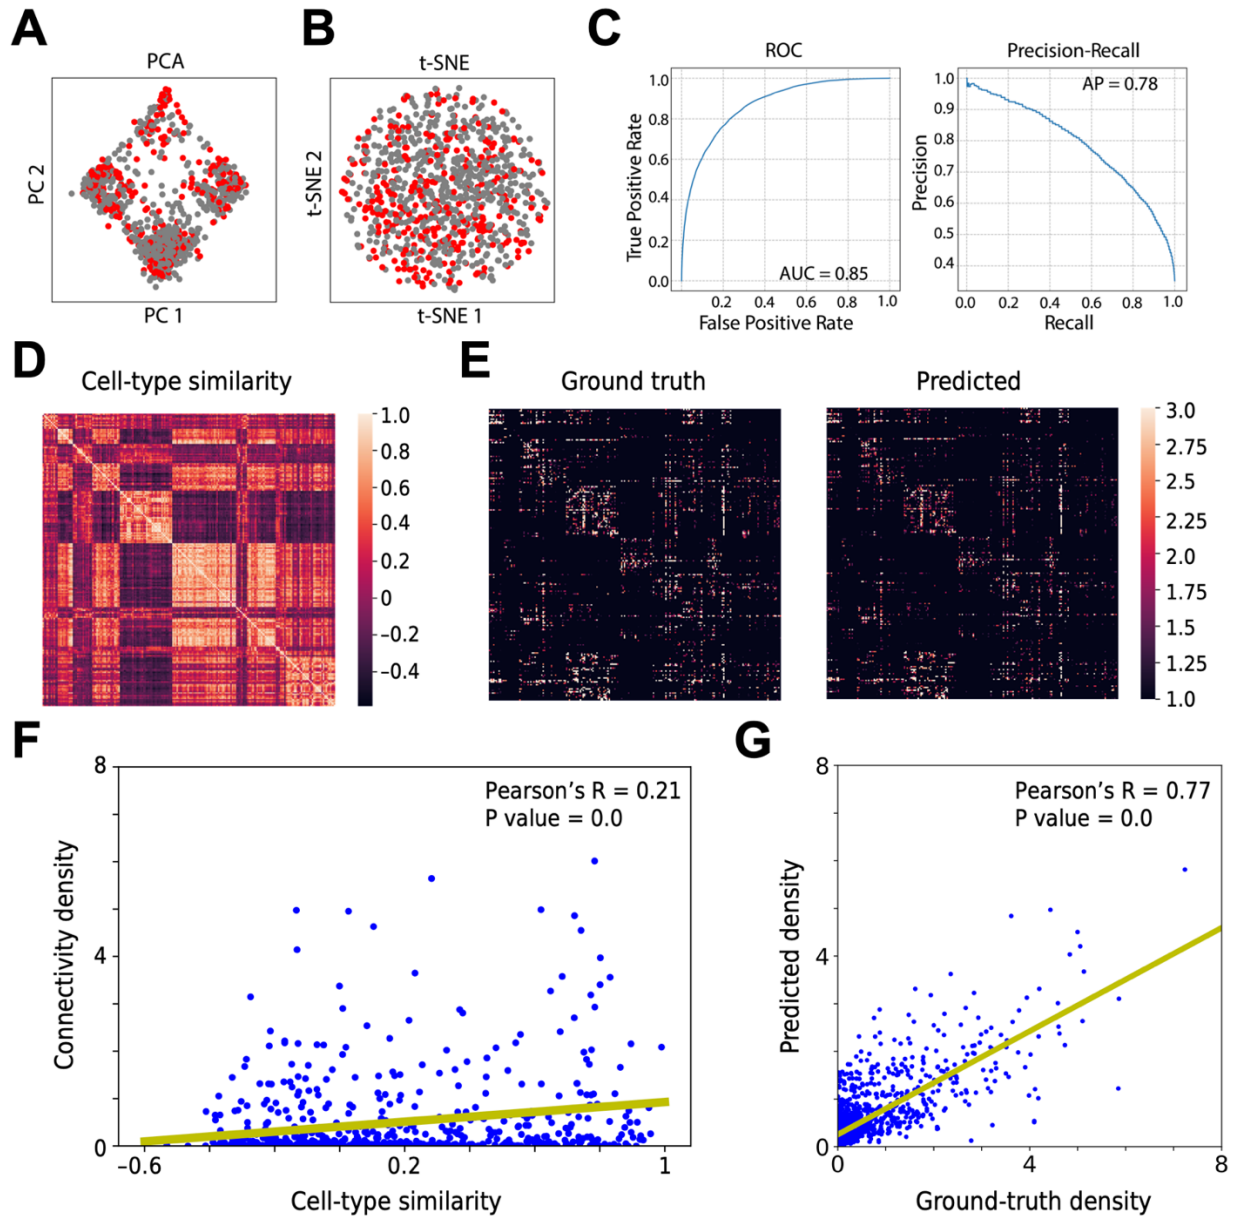 A
B
C
PCA
PC 2
PC 1
t-SNE
t-SNE 2
t-SNE 1
ROC
True Positive Rate
1.0
0.8
0.6
0.4
0.2
0.0
AUC = 0.85
0.2
0.4
0.6
0.8
1.0
False Positive Rate
Precision-Recall
AP = 0.78
Precision
1.0
0.9
0.8
0.7
0.6
0.5
0.4
0.0
0.2
0.4
0.6
0.8
1.0
Recall
D
Cell-type similarity
1.0
0.8
0.6
0.4
0.2
0
−0.2
−0.4
E
Ground truth
Predicted
3.0
2.75
2.5
2.25
2.0
1.75
1.5
1.25
1.0
F
Pearson's R = 0.21
P value = 0.0
Connectivity density
8
4
0
−0.6
0.2
1
Cell-type similarity
G
Pearson's R = 0.77
P value = 0.0
Predicted density
8
4
0
0
4
8
Ground-truth density